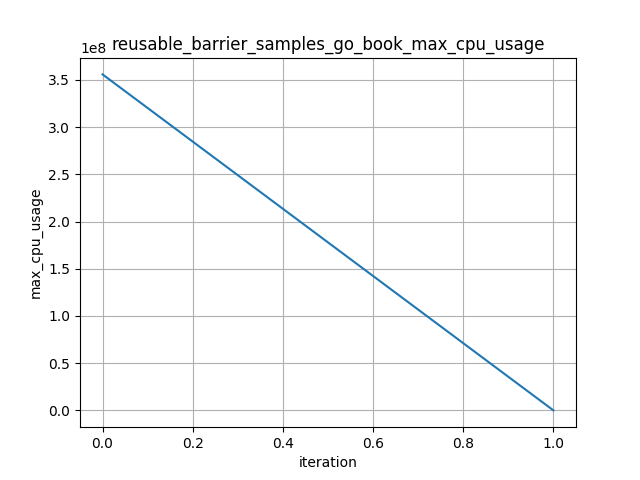 reusable_barrier_samples_go_book_max_cpu_usage
1e8
3.5
3.0
2.5
2.0
1.5
1.0
0.5
0.0
max_cpu_usage
0.0 0.2 0.4 0.6 0.8 1.0
iteration